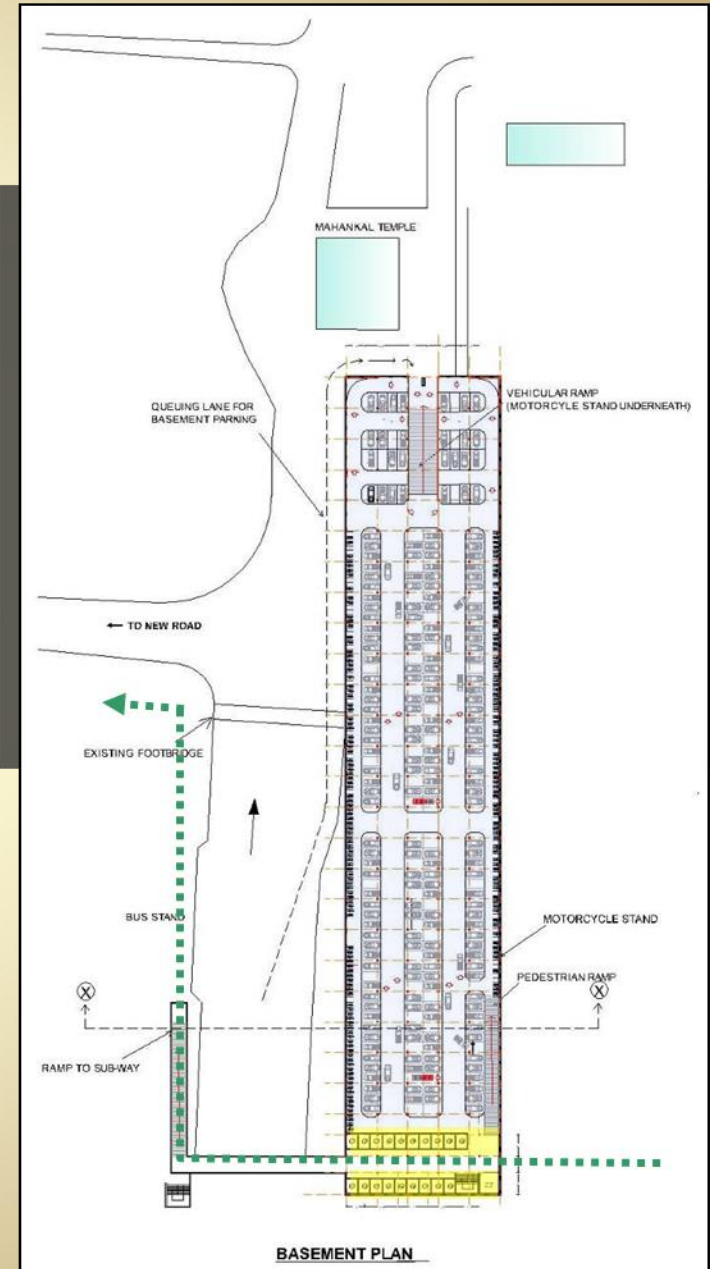 MAHANKAL TEMPLE
QUEUING LANE FOR
BASEMENT PARKING
VEHICULAR RAMP
(MOTORCYLE STAND UNDERNEATH)
← TO NEW ROAD
EXISTING FOOTBRIDGE
BUS STAND
MOTORCYCLE STAND
PEDESTRIAN RAMP
X
X
RAMP TO SUB-WAY
BASEMENT PLAN